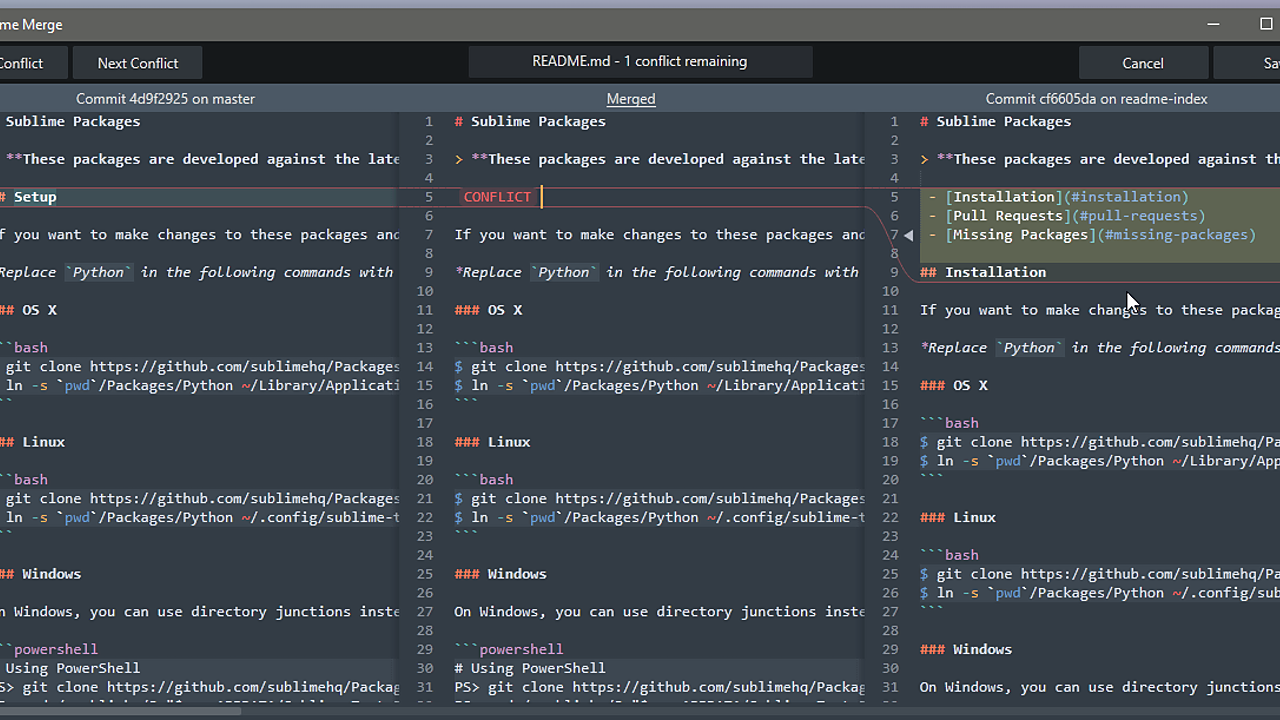 me Merge
Conflict
Next Conflict
README.md - 1 conflict remaining
Cancel
Sa
Commit 4d9f2925 on master
Merged
Commit cf6605da on readme-index
Sublime Packages
**These packages are developed against the late
# Setup
f you want to make changes to these packages and
Replace `Python` in the following commands with
## OS X
``bash
git clone https://github.com/sublimehq/Packages
ln -s `pwd`/Packages/Python ~/Library/Applicati
``
## Linux
``bash
git clone https://github.com/sublimehq/Packages
ln -s `pwd`/Packages/Python ~/.config/sublime-t
``
## Windows
n Windows, you can use directory junctions inste
``powershell
Using PowerShell
PS> git clone https://github.com/sublimehq/Packag
1 # Sublime Packages
2
3 > **These packages are developed against the late
4
5 CONFLICT
6
7 If you want to make changes to these packages and
8
9 *Replace `Python` in the following commands with
10
11 ### OS X
12
13 ```bash
14 $ git clone https://github.com/sublimehq/Packages
15 $ ln -s `pwd`/Packages/Python ~/Library/Applicati
16 ```
17
18 ### Linux
19
20 ```bash
21 $ git clone https://github.com/sublimehq/Packages
22 $ ln -s `pwd`/Packages/Python ~/.config/sublime-t
23 ```
24
25 ### Windows
26
27 On Windows, you can use directory junctions inste
28
29 ```powershell
30 # Using PowerShell
31 PS> git clone https://github.com/sublimehq/Packag
1 # Sublime Packages
2
3 > **These packages are developed against th
4
5 - [Installation](#installation)
6 - [Pull Requests](#pull-requests)
7 - [Missing Packages](#missing-packages)
8
9 ## Installation
10
11 If you want to make changes to these packag
12
13 *Replace `Python` in the following commands
14
15 ### OS X
16
17 ```bash
18 $ git clone https://github.com/sublimehq/Pa
19 $ ln -s `pwd`/Packages/Python ~/Library/App
20 ```
21
22 ### Linux
23
24 ```bash
25 $ git clone https://github.com/sublimehq/Pa
26 $ ln -s `pwd`/Packages/Python ~/.config/sub
27 ```
28
29 ### Windows
30
31 On Windows, you can use directory junctions